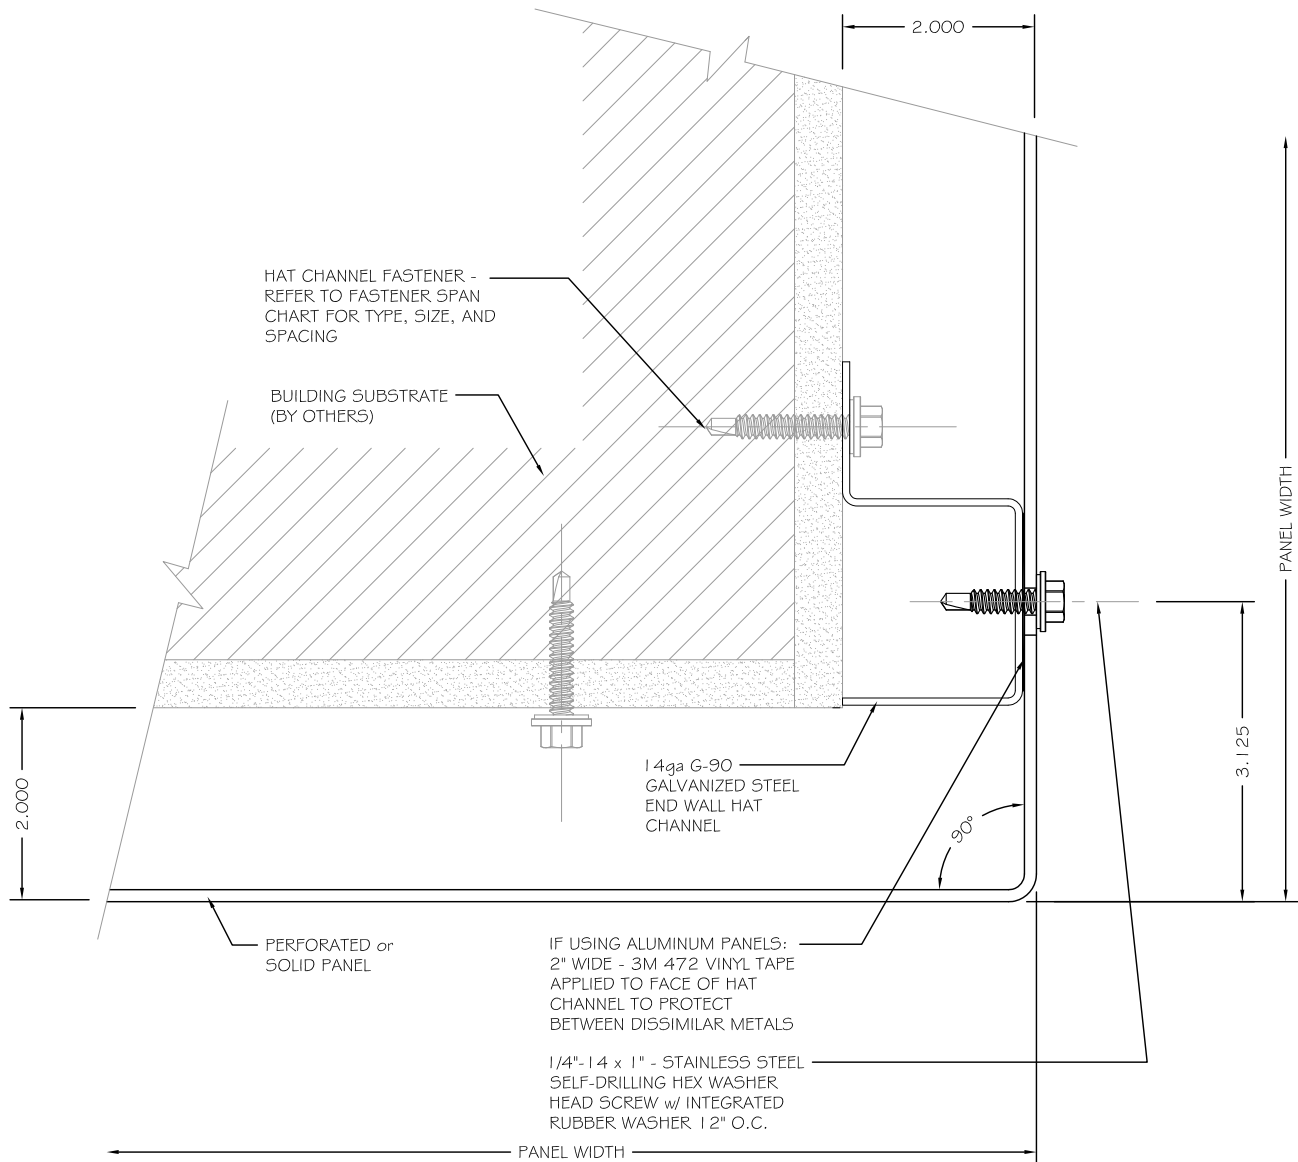 2.000
HAT CHANNEL FASTENER -
REFER TO FASTENER SPAN
CHART FOR TYPE, SIZE, AND
SPACING
BUILDING SUBSTRATE
(BY OTHERS)
PANEL WIDTH
14ga G-90
GALVANIZED STEEL
END WALL HAT
CHANNEL
2.000
3.125
90°
PERFORATED or
SOLID PANEL
IF USING ALUMINUM PANELS:
2" WIDE - 3M 472 VINYL TAPE
APPLIED TO FACE OF HAT
CHANNEL TO PROTECT
BETWEEN DISSIMILAR METALS
1/4"-14 x 1" - STAINLESS STEEL
SELF-DRILLING HEX WASHER
HEAD SCREW w/ INTEGRATED
RUBBER WASHER 12" O.C.
PANEL WIDTH